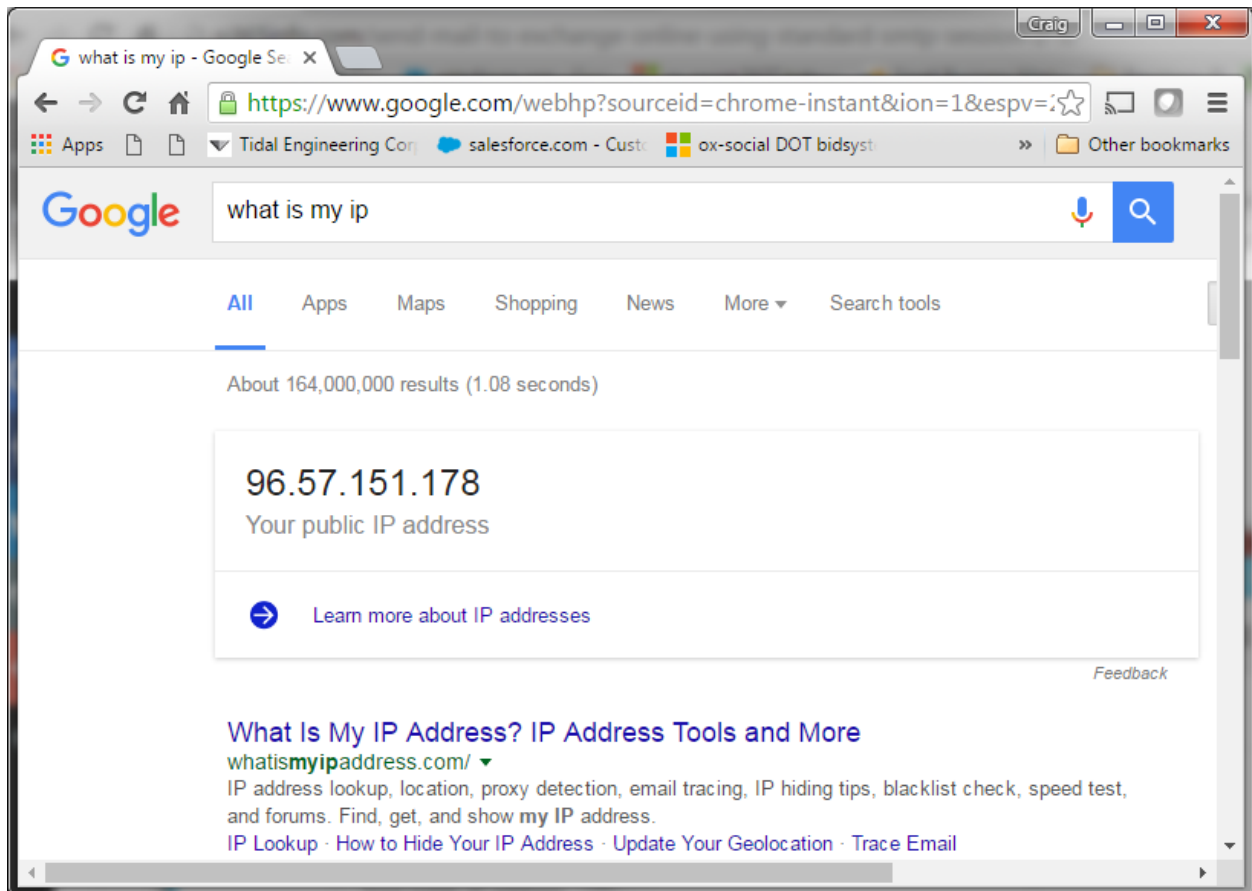 Craig
what is my ip - Google Se
https://www.google.com/webhp?sourceid=chrome-instant&ion=1&espv=2
Apps Tidal Engineering Cor salesforce.com - Custo ox-social DOT bidsyst » Other bookmarks
Google what is my ip
All Apps Maps Shopping News More Search tools
About 164,000,000 results (1.08 seconds)
96.57.151.178
Your public IP address
Learn more about IP addresses
Feedback
What Is My IP Address? IP Address Tools and More
whatismyipaddress.com/
IP address lookup, location, proxy detection, email tracing, IP hiding tips, blacklist check, speed test,
and forums. Find, get, and show my IP address.
IP Lookup · How to Hide Your IP Address · Update Your Geolocation · Trace Email